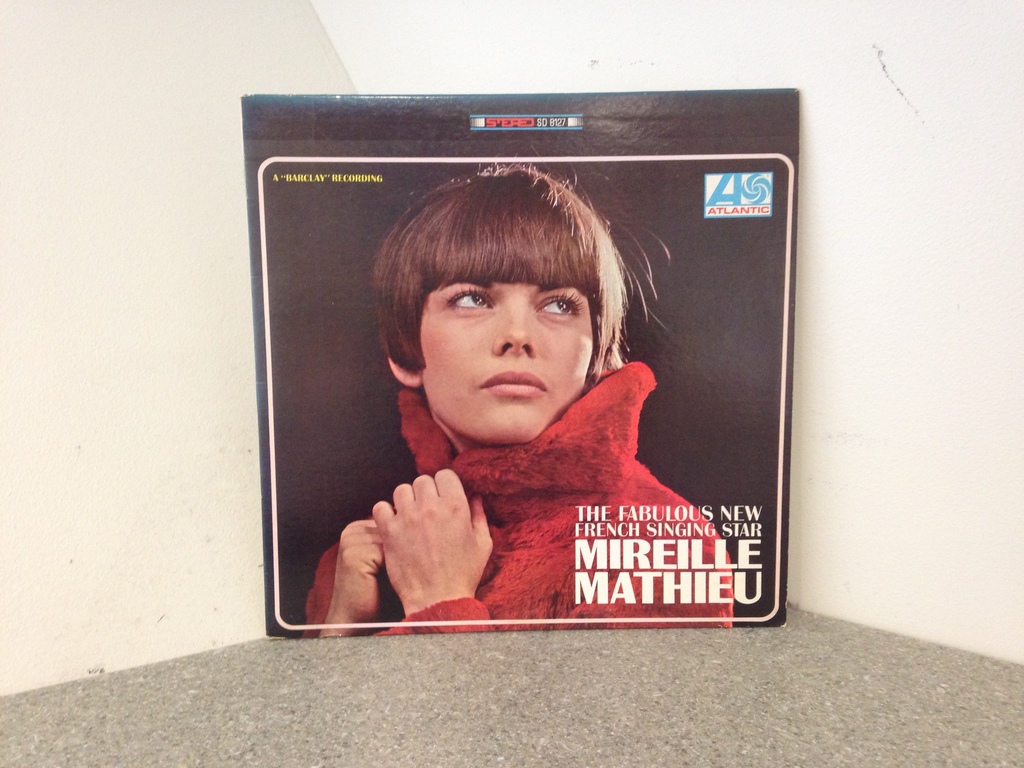 STEREO SD 8127
A "BARCLAY" RECORDING
ATLANTIC
THE FABULOUS NEW
FRENCH SINGING STAR
MIREILLE
MATHIEU